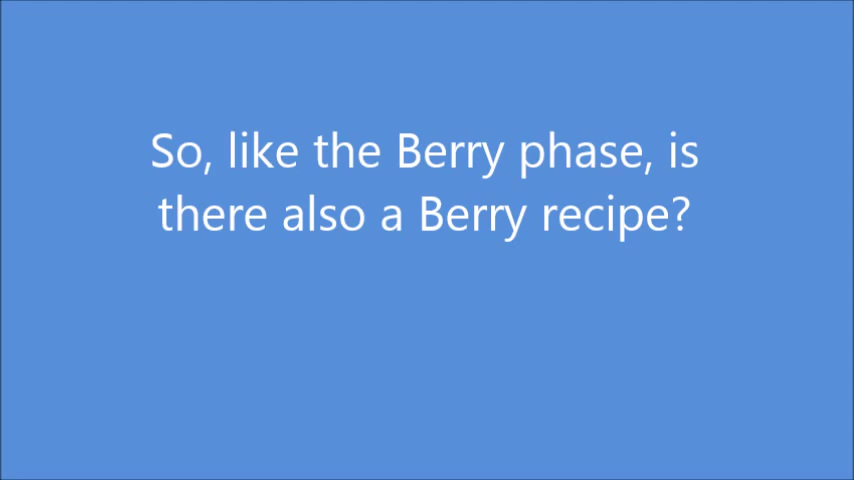 So, like the Berry phase, is
there also a Berry recipe?